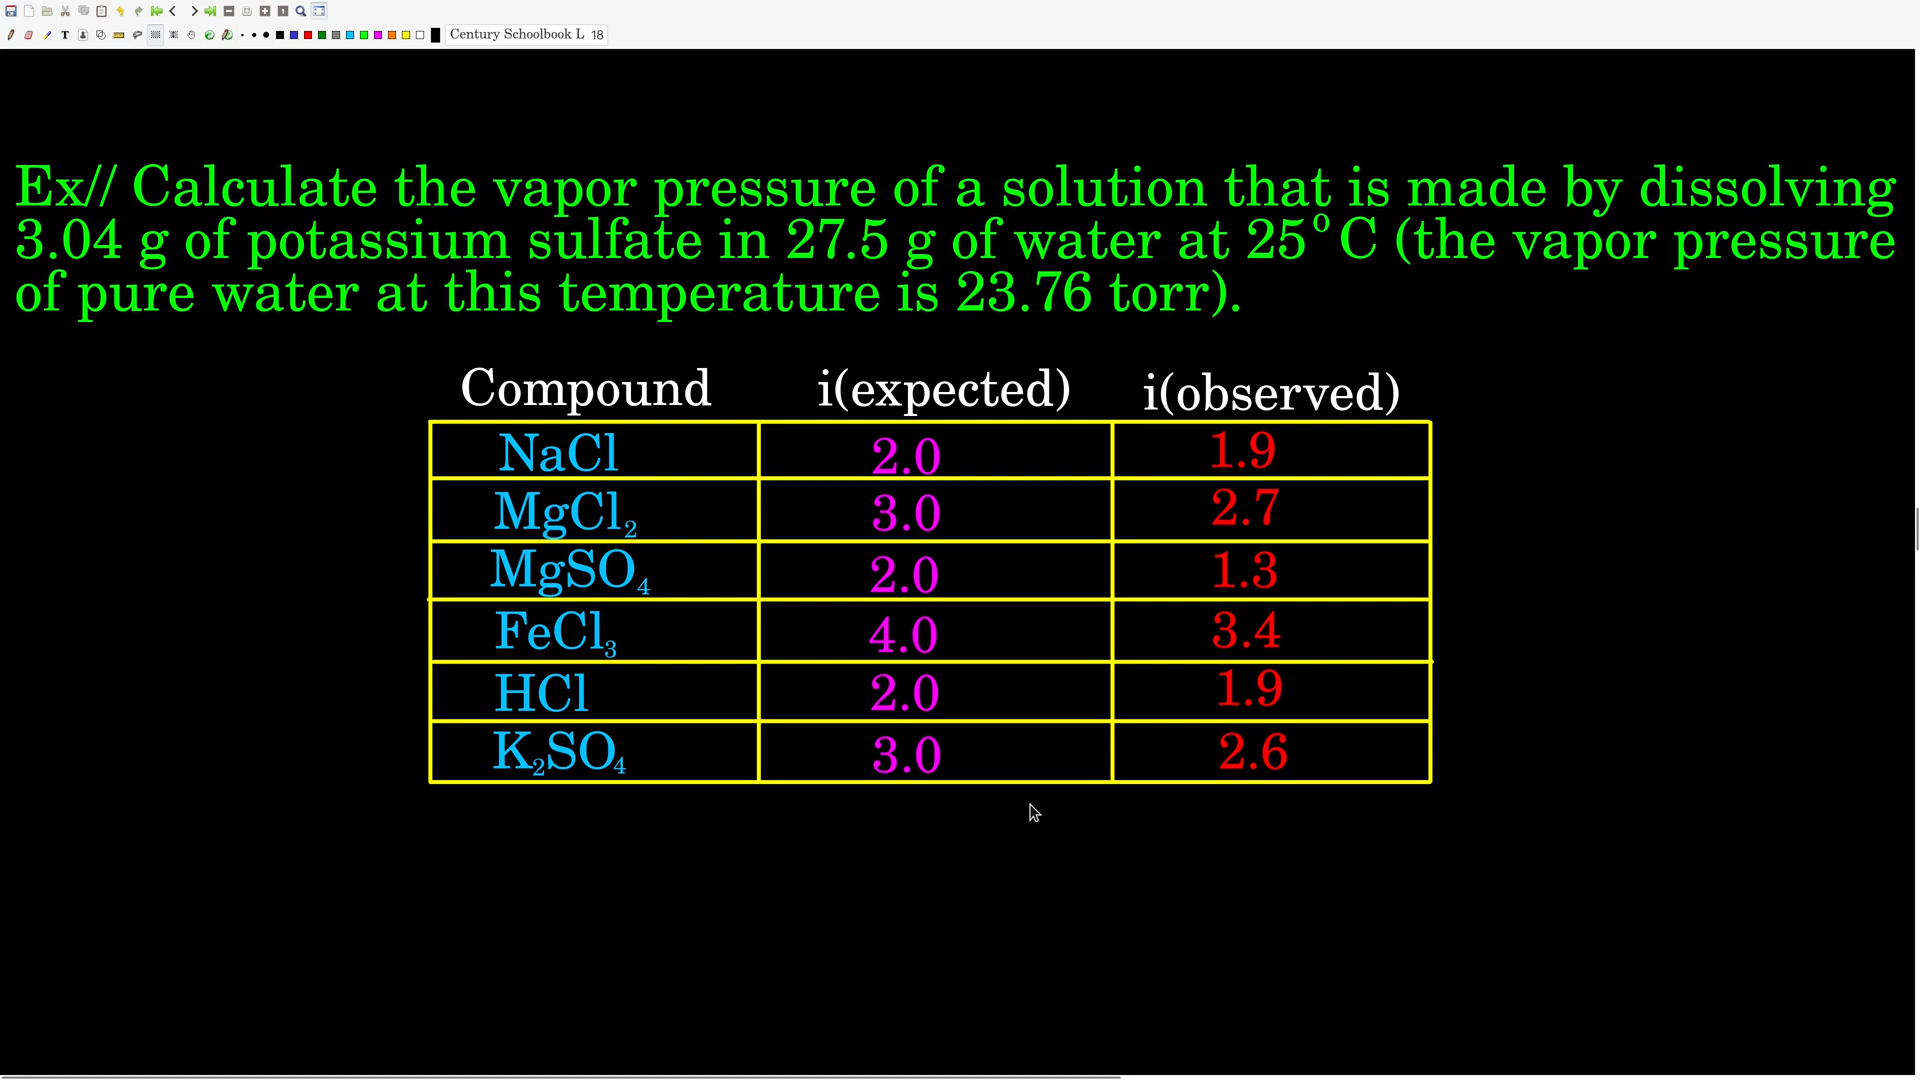 Century Schoolbook L 18
Ex// Calculate the vapor pressure of a solution that is made by dissolving
3.04 g of potassium sulfate in 27.5 g of water at 25°C (the vapor pressure
of pure water at this temperature is 23.76 torr).
Compound i(expected) i(observed)
NaCl 2.0 1.9
MgCl₂ 3.0 2.7
MgSO₄ 2.0 1.3
FeCl₃ 4.0 3.4
HCl 2.0 1.9
K₂SO₄ 3.0 2.6